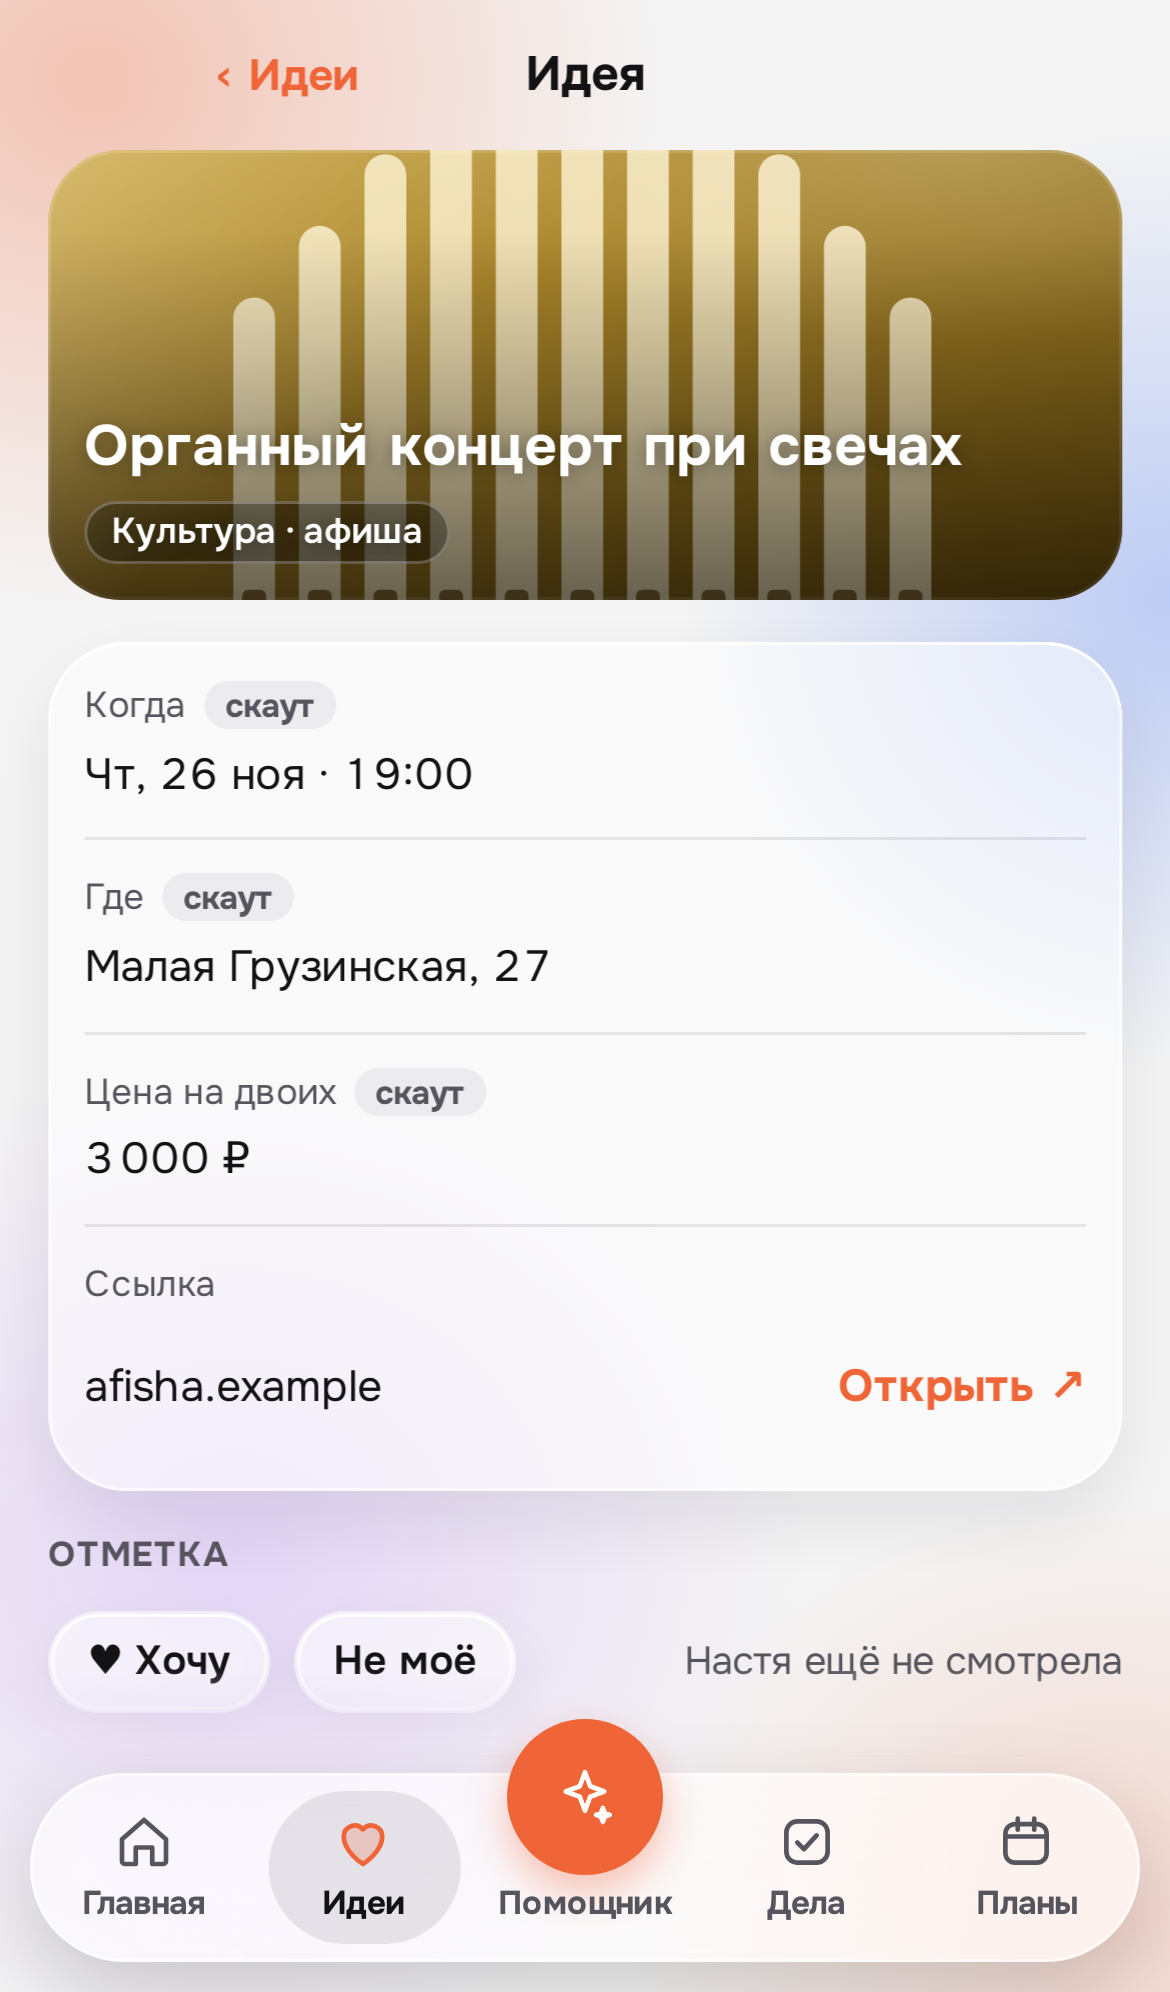 ‹ Идеи
Идея
Органный концерт при свечах
Культура · афиша
Когда скаут
Чт, 26 ноя · 19:00
Где скаут
Малая Грузинская, 27
Цена на двоих скаут
3 000 ₽
Ссылка
afisha.example
Открыть ↗
ОТМЕТКА
♥ Хочу
Не моё
Настя ещё не смотрела
Главная
Идеи
Помощник
Дела
Планы